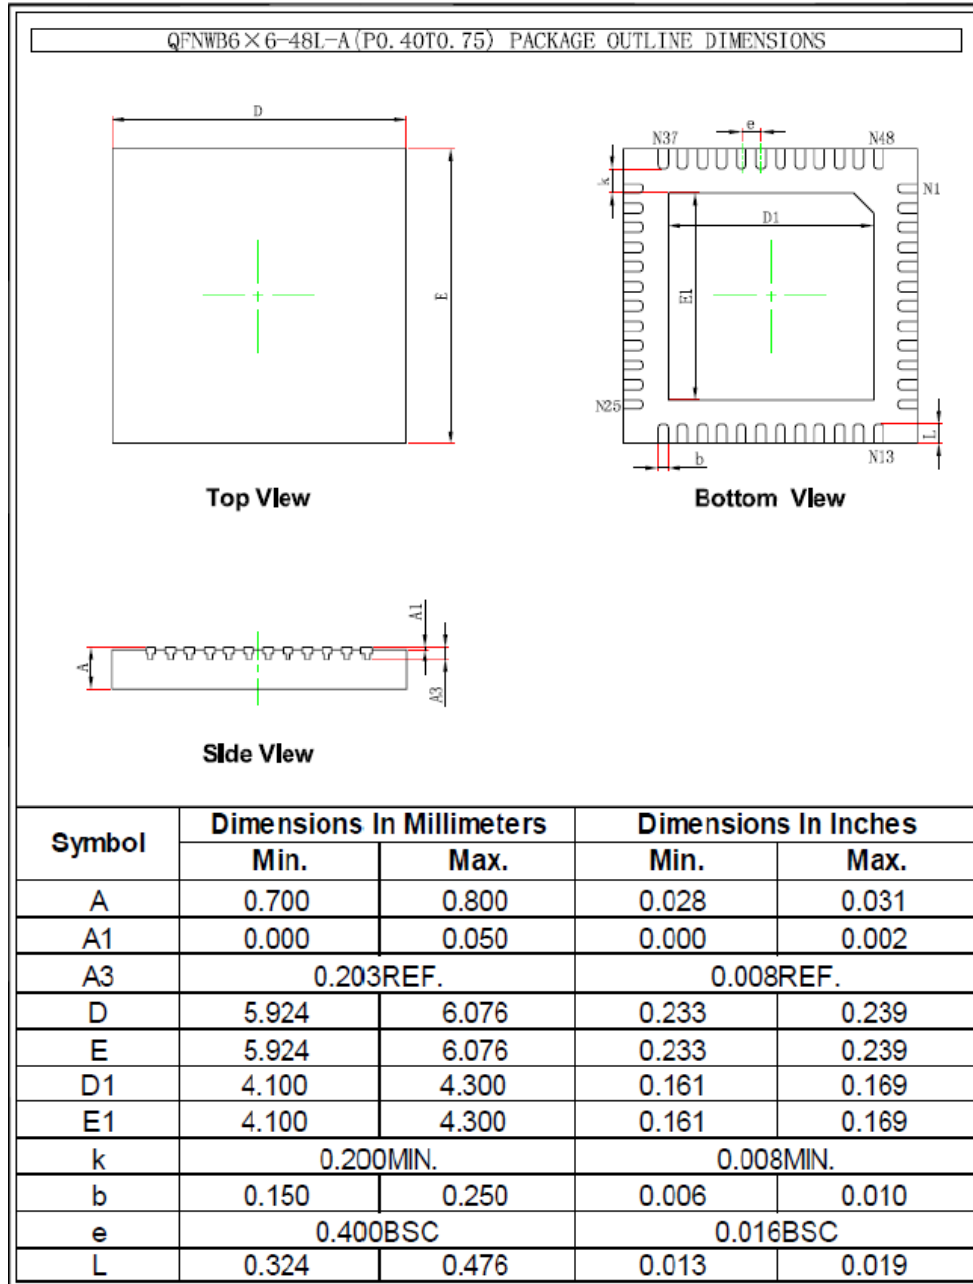 QFNWB6×6-48L-A(P0.40T0.75) PACKAGE OUTLINE DIMENSIONS
D
E
Top View
N37
e
N48
k
N1
D1
E1
N25
L
b
N13
Bottom View
A
A1
A3
Side View
Symbol Dimensions In Millimeters Dimensions In Inches
Min. Max. Min. Max.
A 0.700 0.800 0.028 0.031
A1 0.000 0.050 0.000 0.002
A3 0.203REF. 0.008REF.
D 5.924 6.076 0.233 0.239
E 5.924 6.076 0.233 0.239
D1 4.100 4.300 0.161 0.169
E1 4.100 4.300 0.161 0.169
k 0.200MIN. 0.008MIN.
b 0.150 0.250 0.006 0.010
e 0.400BSC 0.016BSC
L 0.324 0.476 0.013 0.019